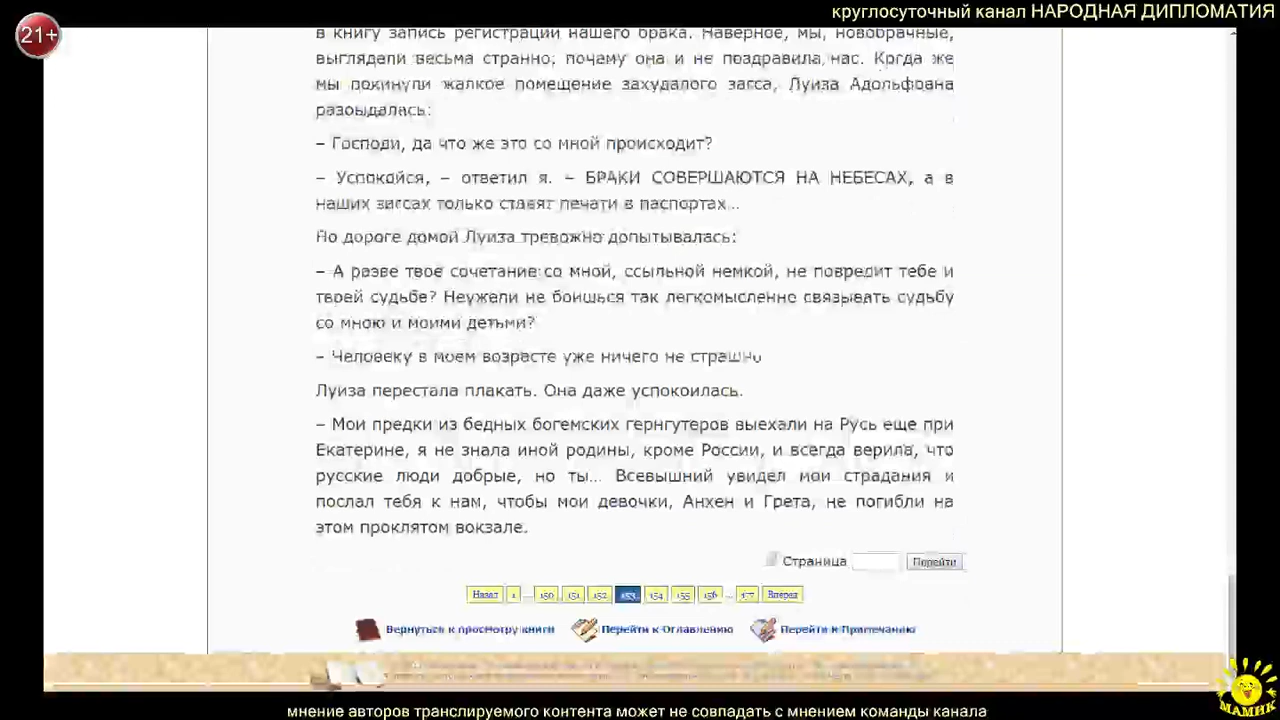 круглосуточный канал НАРОДНАЯ ДИПЛОМАТИЯ
21+
в книгу запись регистрации нашего брака. Наверное, мы, новобрачные,
выглядали весьма странно, почаму она и не поздравила нас. Когда же
мы покинули жалкое помещение захудалого загса, Луиза Адольфовна
разрыдалась:
– Господи, да что же это со мной происходит?
– Успокойся, – ответил я. – БРАКИ СОВЕРШАЮТСЯ НА НЕБЕСАХ, а в
наших загсах только ставят печати в паспортах...
По дороге домой Луиза тревожно допытывалась:
– А разве твое сочетание со мной, ссыльной немкой, не повредит тебе и
твоей судьбе? Неужели не боишься так легкомысленно связывать судьбу
со мною и моими детьми?
– Человеку в моем возрасте уже ничего не страшно
Луиза перестала плакать. Она даже успокоилась.
– Мои предки из бедных богемских гернгутеров выехали на Русь еще при
Екатерине, я не знала иной родины, кроме России, и всегда верила, что
русские люди добрые, но ты... Всевышний увидел мои страдания и
послал тебя к нам, чтобы мои девочки, Анхен и Грета, не погибли на
этом проклятом вокзале.
Страница Перейти
Назад 1 ... 150 151 152 153 154 155 156 ... 177 Вперед
Вернуться к просмотру книги Перейти к Оглавлению Перейти к Примечанию
МАМИК
мнение авторов транслируемого контента может не совпадать с мнением команды канала